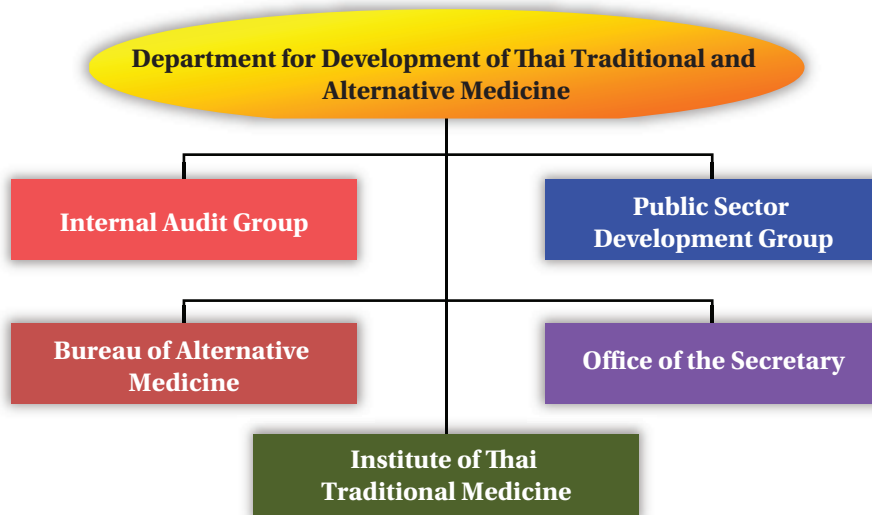 Department for Development of Thai Traditional and
Alternative Medicine
Internal Audit Group
Public Sector
Development Group
Bureau of Alternative
Medicine
Office of the Secretary
Institute of Thai
Traditional Medicine